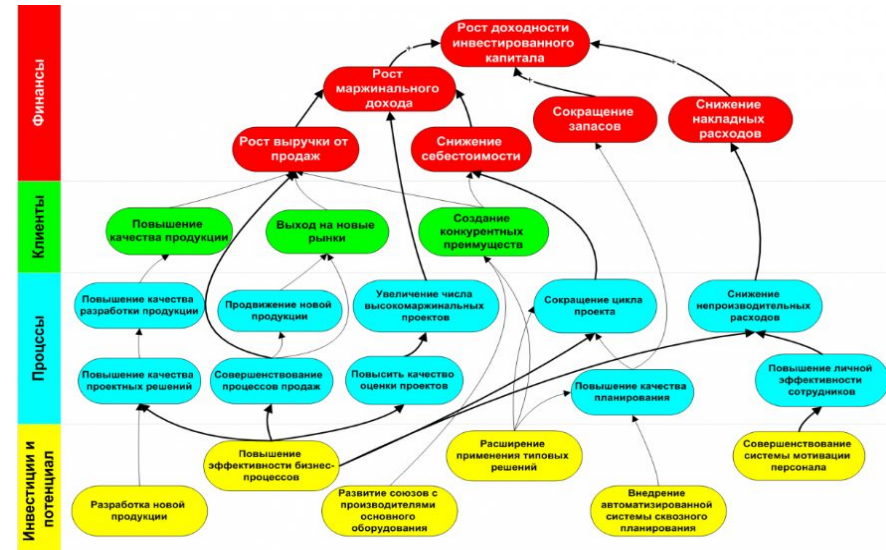 Финансы
Рост доходности
инвестированного
капитала
Рост
маржинального
дохода
Сокращение
запасов
Снижение
накладных
расходов
Рост выручки от
продаж
Снижение
себестоимости
Клиенты
Повышение
качества продукции
Выход на новые
рынки
Создание
конкурентных
преимуществ
Процссы
Повышение качества
разработки продукции
Продвижение новой
продукции
Увеличение числа
высокомаржинальных
проектов
Сокращение цикла
проекта
Снижение
непроизводительных
расходов
Повышение качества
проектных решений
Совершенствование
процессов продаж
Повысить качество
оценки проектов
Повышение качества
планирования
Повышение личной
эффективности
сотрудников
Инвестиции и
потенциал
Повышение
эффективности бизнес-
процессов
Расширение
применения типовых
решений
Совершенствование
системы мотивации
персонала
Разработка новой
продукции
Развитие союзов с
производителями
основного
оборудования
Внедрение
автоматизированной
системы сквозного
планирования